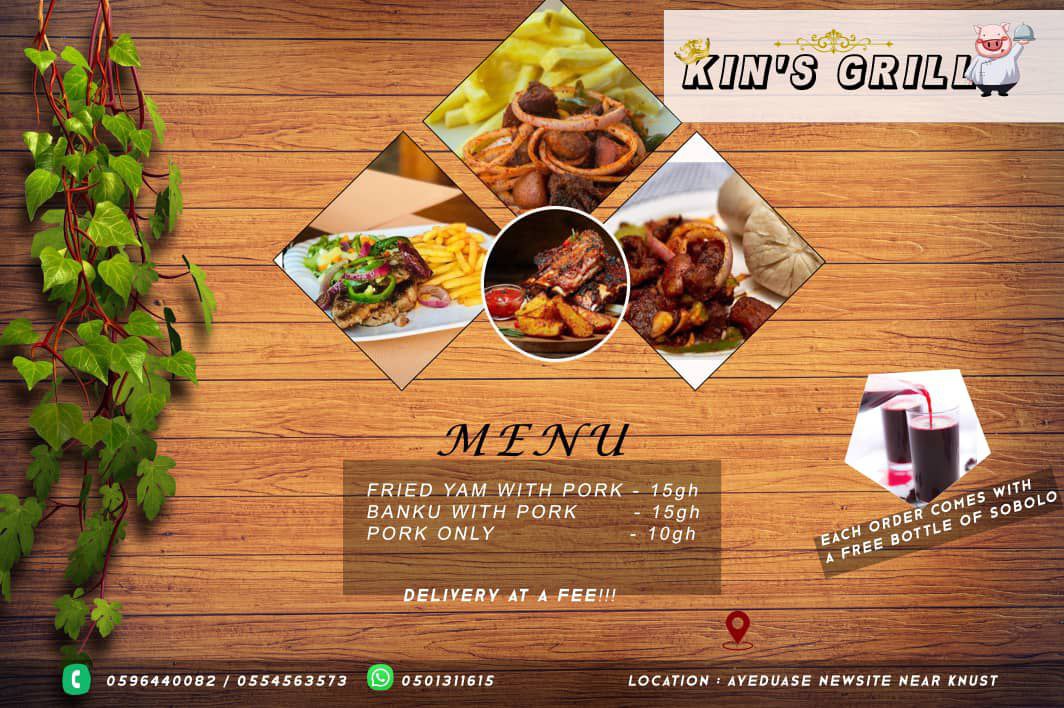 KIN'S GRILL
MENU
FRIED YAM WITH PORK - 15gh
BANKU WITH PORK - 15gh
PORK ONLY - 10gh
DELIVERY AT A FEE!!!
EACH ORDER COMES WITH
A FREE BOTTLE OF SOBOLO
0596440082 / 0554563573 0501311615 LOCATION : AYEDUASE NEWSITE NEAR KNUST